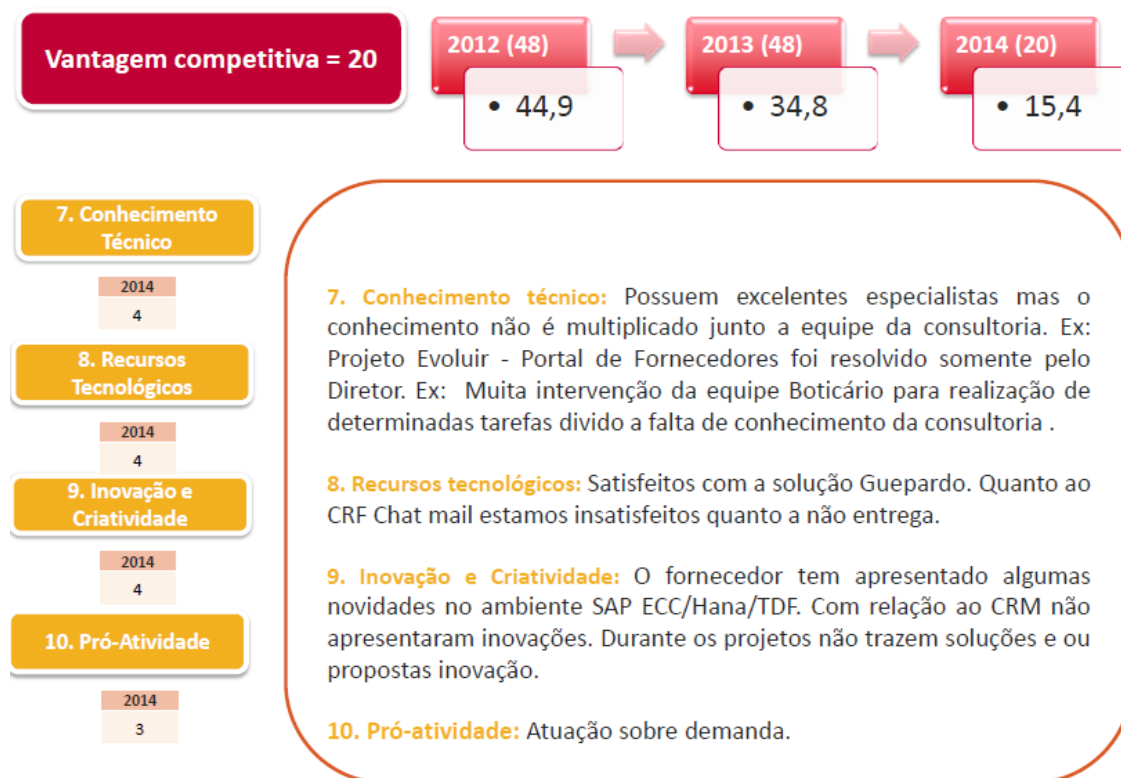 Vantagem competitiva = 20
2012 (48)
• 44,9
2013 (48)
• 34,8
2014 (20)
• 15,4
7. Conhecimento
Técnico
2014
4
8. Recursos
Tecnológicos
2014
4
9. Inovação e
Criatividade
2014
4
10. Pró-Atividade
2014
3
7. Conhecimento técnico: Possuem excelentes especialistas mas o
conhecimento não é multiplicado junto a equipe da consultoria. Ex:
Projeto Evoluir - Portal de Fornecedores foi resolvido somente pelo
Diretor. Ex: Muita intervenção da equipe Boticário para realização de
determinadas tarefas divido a falta de conhecimento da consultoria .
8. Recursos tecnológicos: Satisfeitos com a solução Guepardo. Quanto ao
CRF Chat mail estamos insatisfeitos quanto a não entrega.
9. Inovação e Criatividade: O fornecedor tem apresentado algumas
novidades no ambiente SAP ECC/Hana/TDF. Com relação ao CRM não
apresentaram inovações. Durante os projetos não trazem soluções e ou
propostas inovação.
10. Pró-atividade: Atuação sobre demanda.